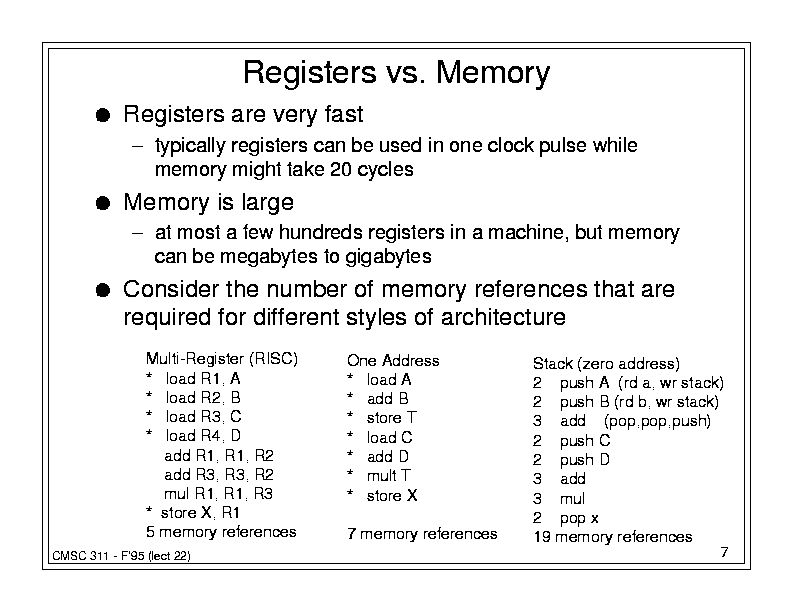 Registers vs. Memory
● Registers are very fast
– typically registers can be used in one clock pulse while
memory might take 20 cycles
● Memory is large
– at most a few hundreds registers in a machine, but memory
can be megabytes to gigabytes
● Consider the number of memory references that are
required for different styles of architecture
Multi-Register (RISC)
* load R1, A
* load R2, B
* load R3, C
* load R4, D
add R1, R1, R2
add R3, R3, R2
mul R1, R1, R3
* store X, R1
5 memory references
One Address
* load A
* add B
* store T
* load C
* add D
* mult T
* store X
7 memory references
Stack (zero address)
2 push A (rd a, wr stack)
2 push B (rd b, wr stack)
3 add (pop,pop,push)
2 push C
2 push D
3 add
3 mul
2 pop x
19 memory references
CMSC 311 - F'95 (lect 22)
7